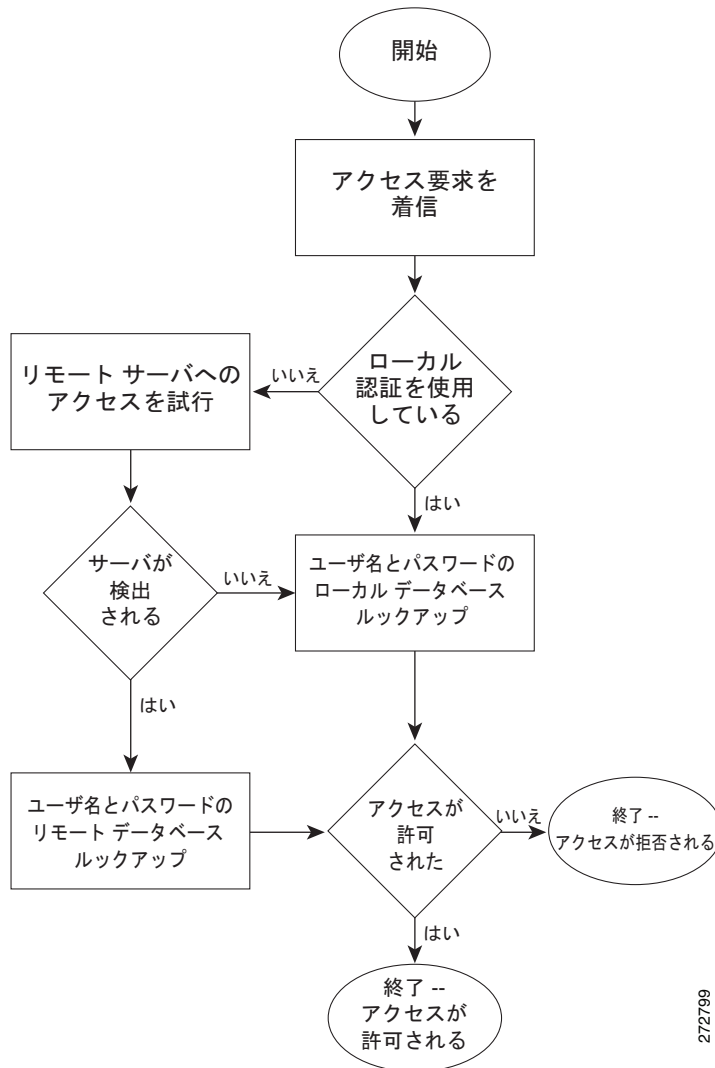 開始
アクセス要求を
着信
ローカル
認証を使用
している
いいえ
リモート サーバへの
アクセスを試行
はい
サーバが
検出
される
いいえ
ユーザ名とパスワードの
ローカル データベース
ルックアップ
はい
ユーザ名とパスワードの
リモート データベース
ルックアップ
アクセスが
許可
された
いいえ
終了 --
アクセスが拒否される
はい
終了 --
アクセスが
許可される
272799